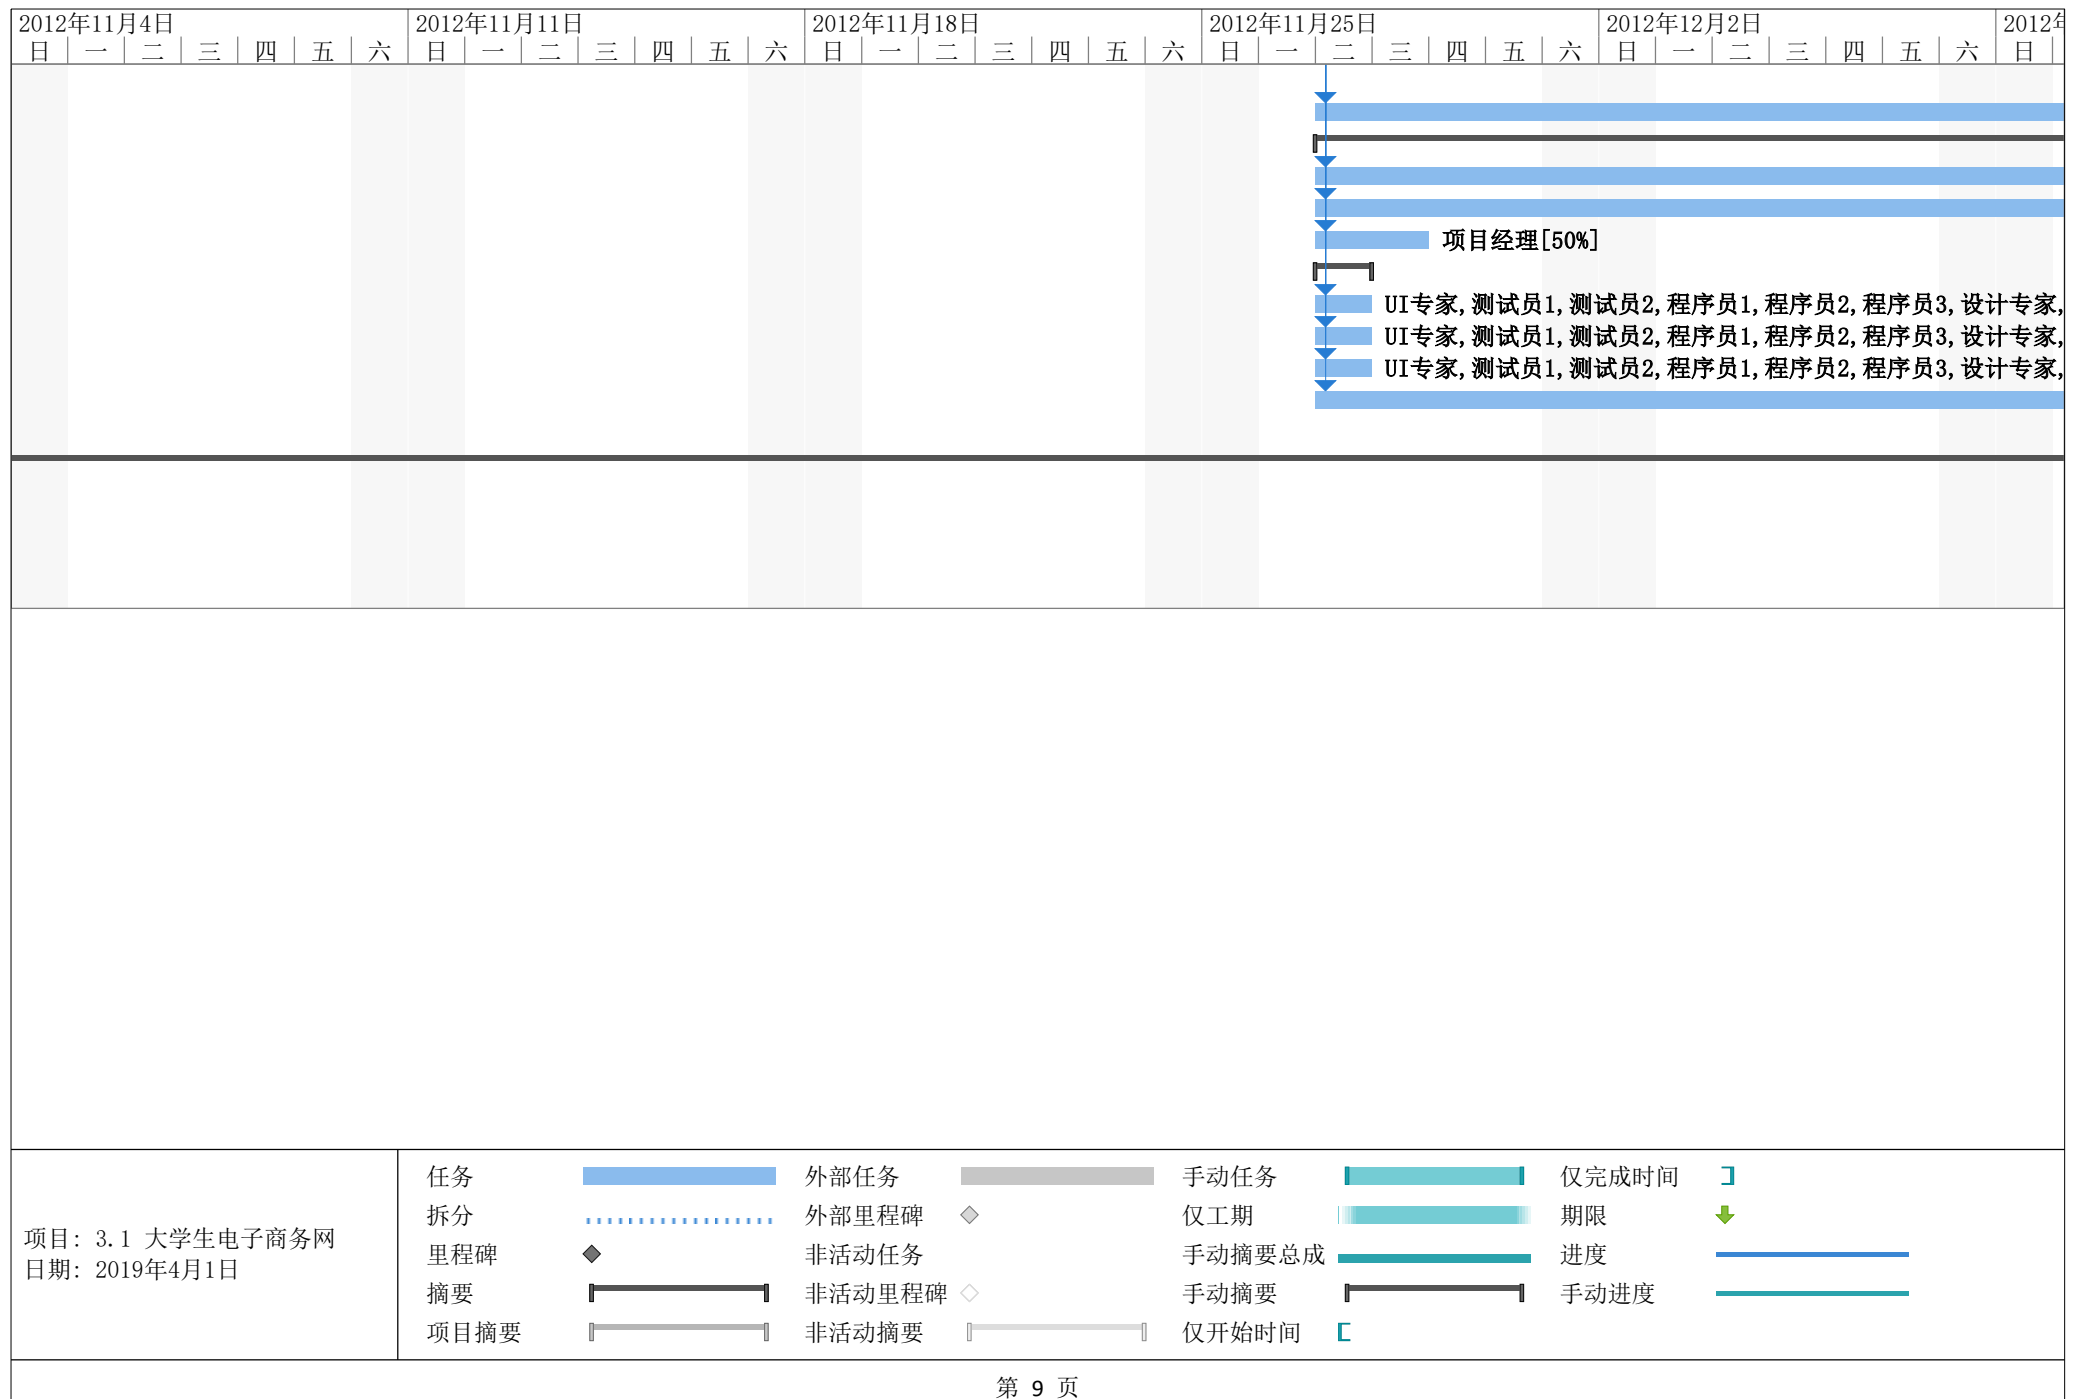 2012年11月4日 2012年11月11日 2012年11月18日 2012年11月25日 2012年12月2日 2012年
日 一 二 三 四 五 六 日 一 二 三 四 五 六 日 一 二 三 四 五 六 日 一 二 三 四 五 六 日 一 二 三 四 五 六 日
项目经理[50%]
UI专家,测试员1,测试员2,程序员1,程序员2,程序员3,设计专家,
UI专家,测试员1,测试员2,程序员1,程序员2,程序员3,设计专家,
UI专家,测试员1,测试员2,程序员1,程序员2,程序员3,设计专家,
项目: 3.1 大学生电子商务网
日期: 2019年4月1日
任务
拆分
里程碑
摘要
项目摘要
外部任务
外部里程碑
非活动任务
非活动里程碑
非活动摘要
手动任务
仅工期
手动摘要总成
手动摘要
仅开始时间
仅完成时间
期限
进度
手动进度
第 9 页